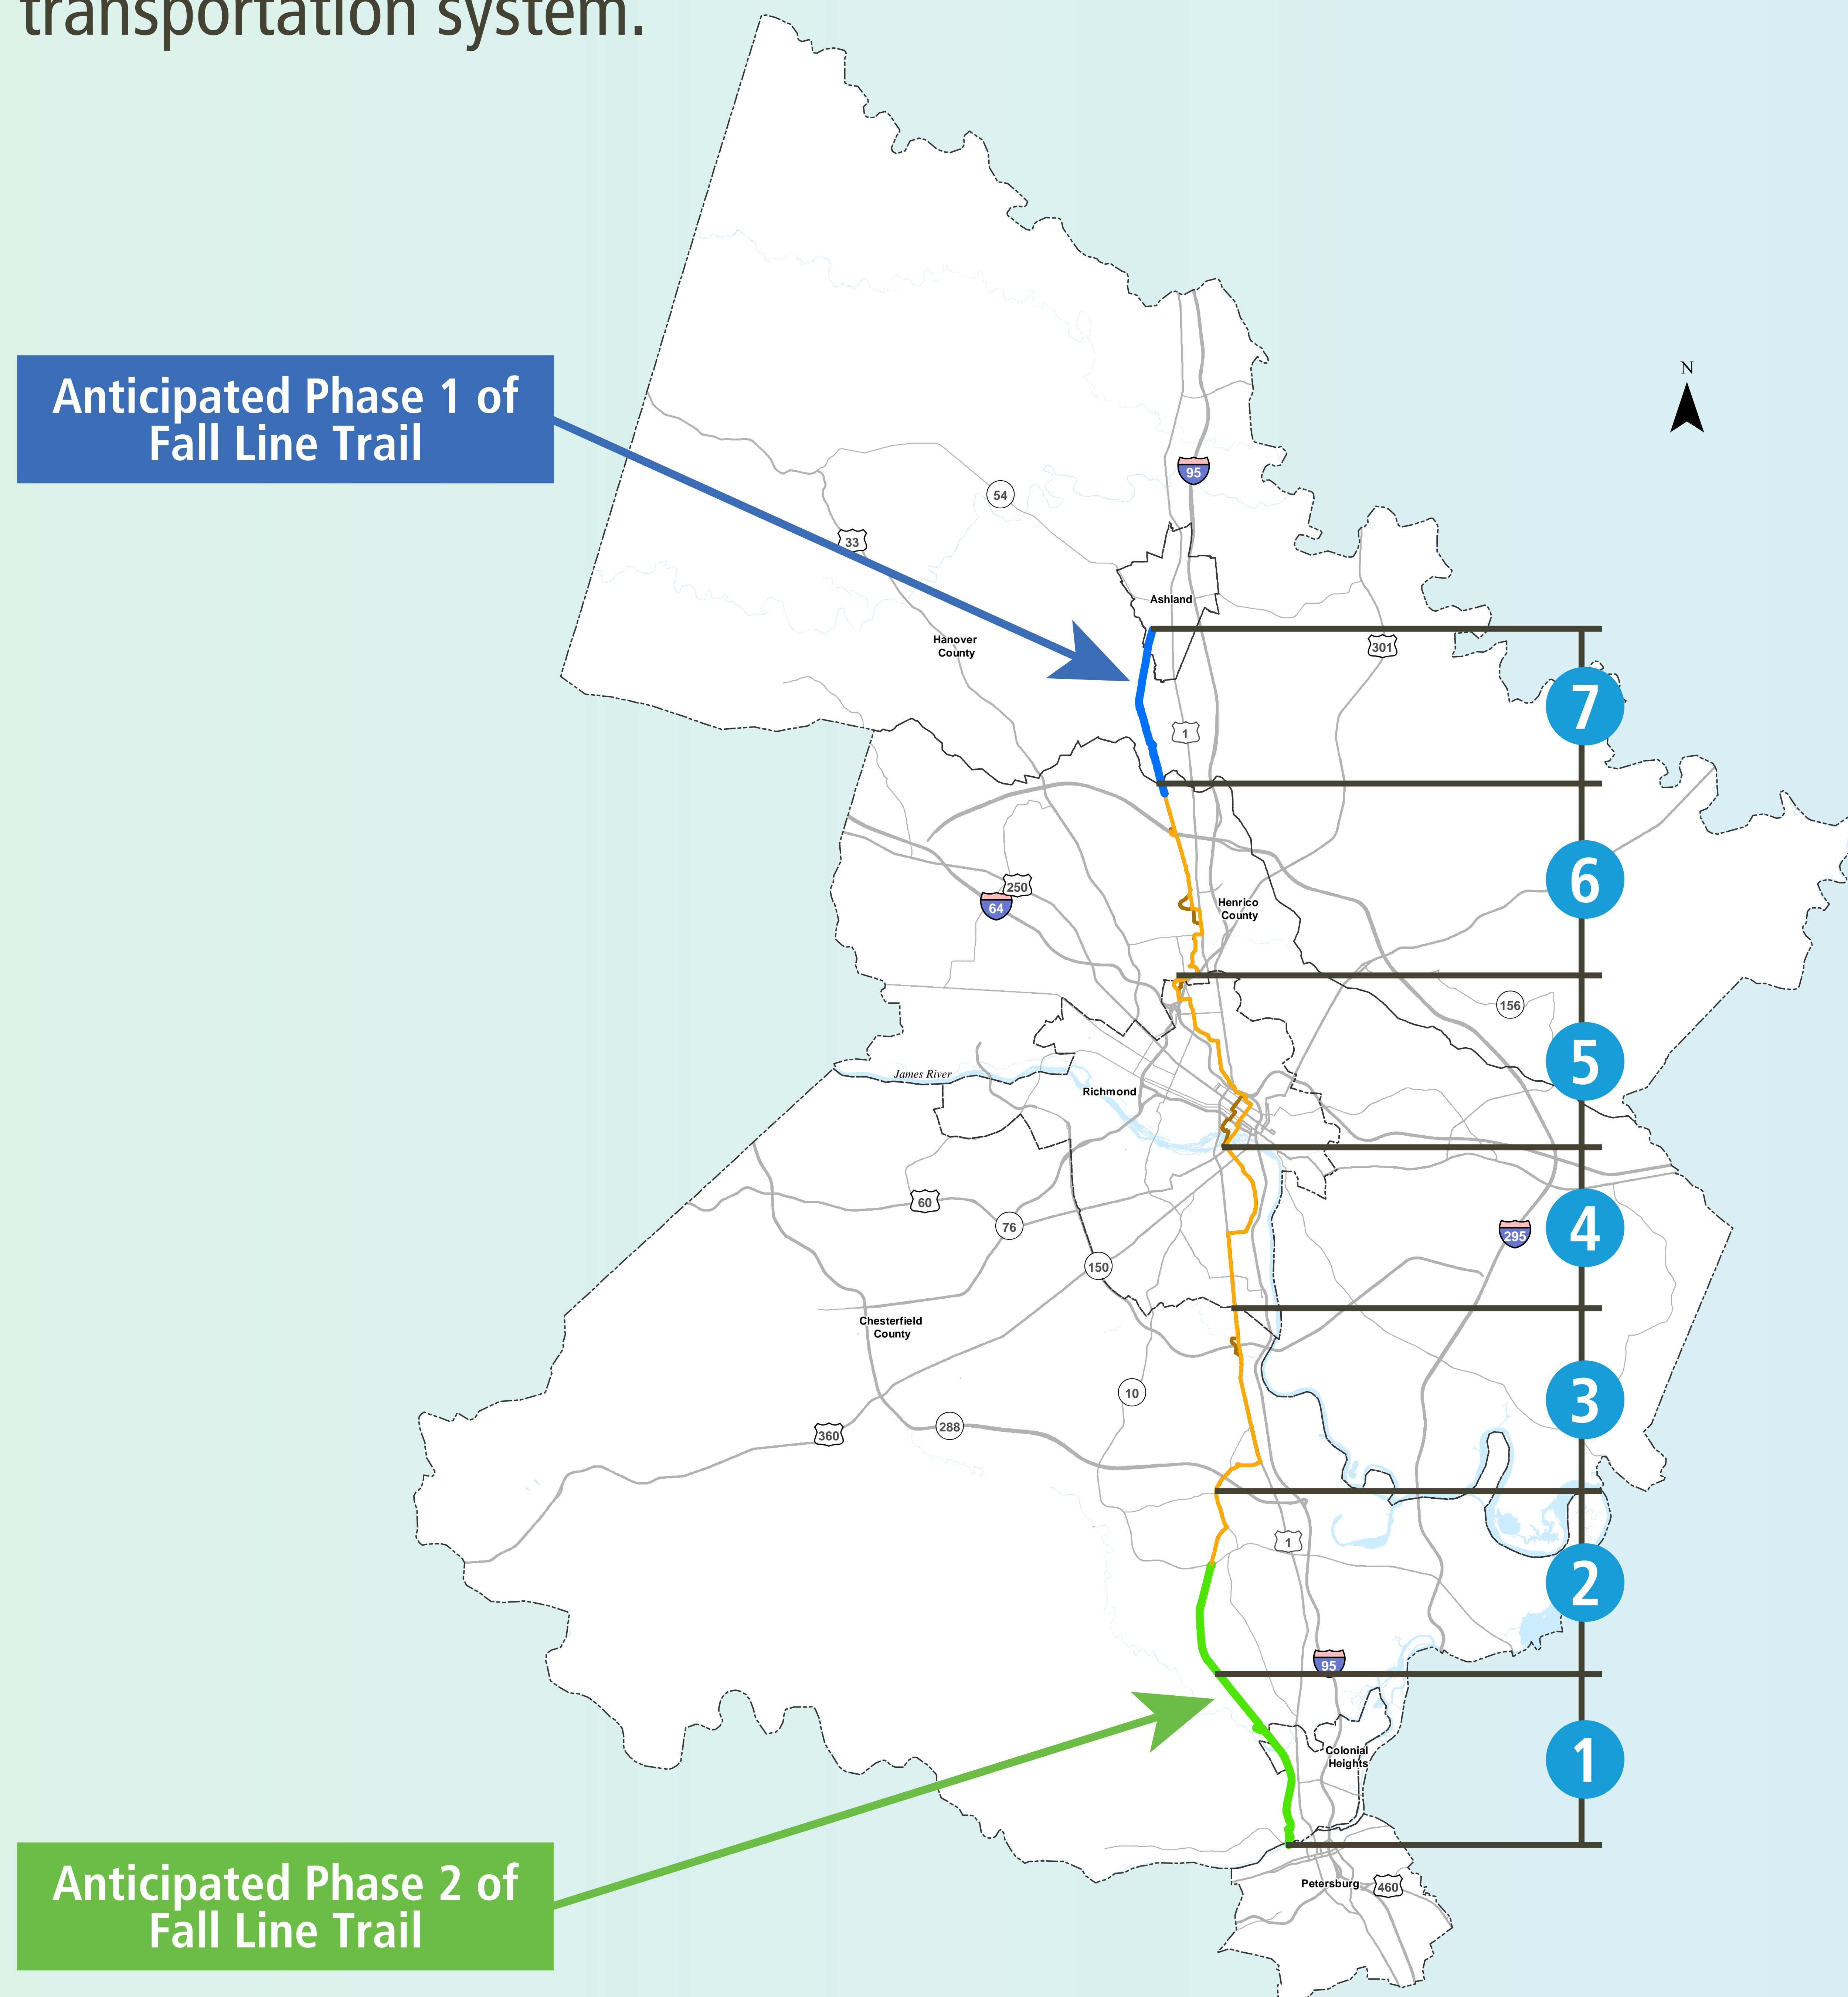 transportation system.
Anticipated Phase 1 of
Fall Line Trail
N
95
54
33
Ashland
Hanover
County
301
7
1
6
250
64
Henrico
County
156
5
James River
Richmond
60
76
4
295
150
Chesterfield
County
3
10
288
360
1
2
95
Colonial
Heights
1
Anticipated Phase 2 of
Fall Line Trail
Petersburg
460